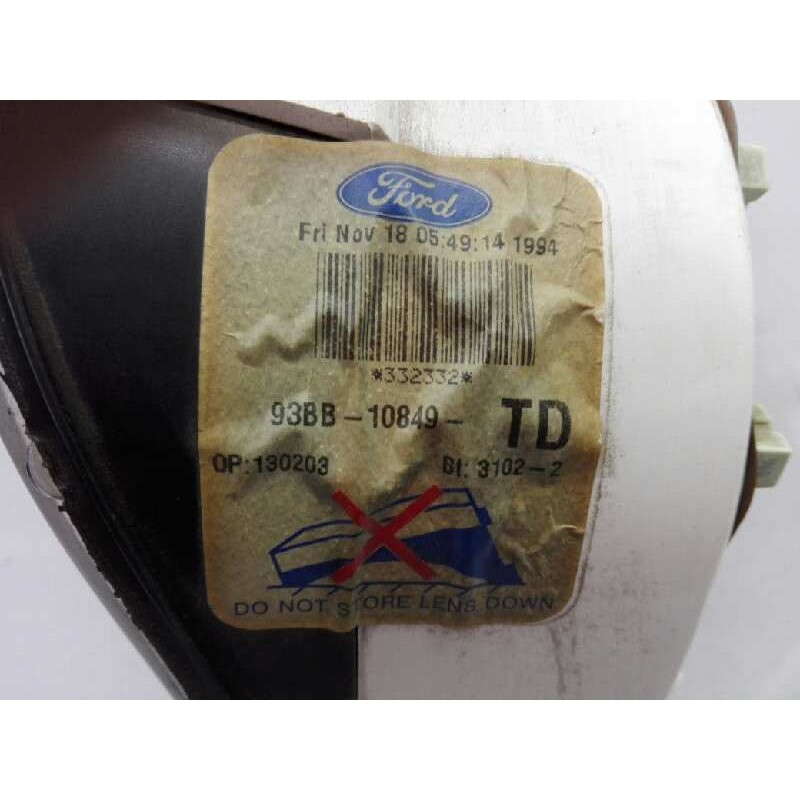 Ford
Fri Nov 18 05:49:14 1994
*332332*
93BB-10849- TD
OP:130203 BI: 3102-2
DO NOT STORE LENS DOWN